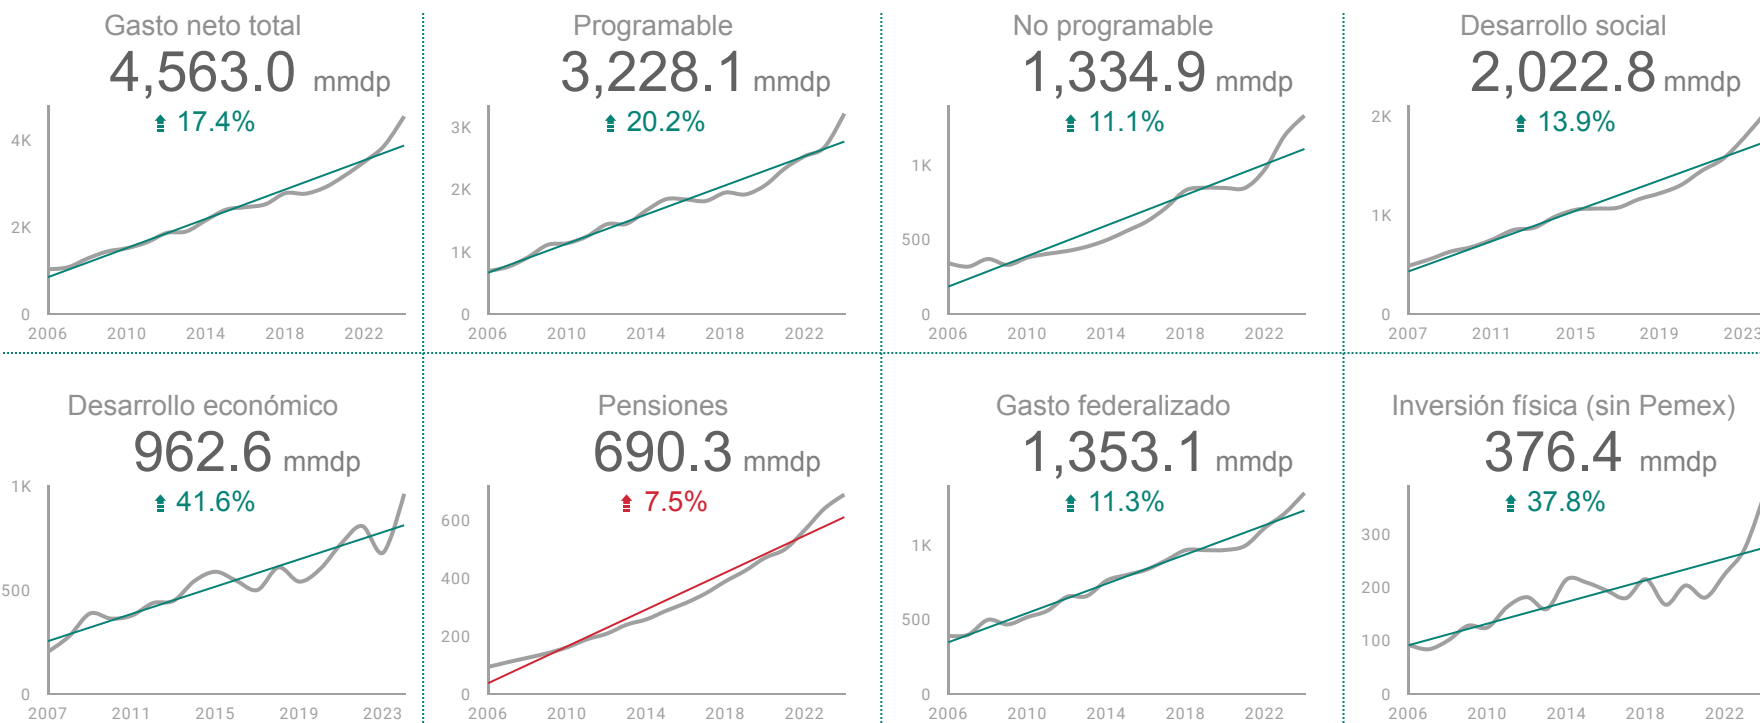 Gasto neto total
4,563.0 mmdp
17.4%
4K
2K
0
2006 2010 2014 2018 2022
Programable
3,228.1 mmdp
20.2%
3K
2K
1K
0
2006 2010 2014 2018 2022
No programable
1,334.9 mmdp
11.1%
1K
500
0
2006 2010 2014 2018 2022
Desarrollo social
2,022.8 mmdp
13.9%
2K
1K
0
2007 2011 2015 2019 2023
Desarrollo económico
962.6 mmdp
41.6%
1K
500
0
2007 2011 2015 2019 2023
Pensiones
690.3 mmdp
7.5%
600
400
200
0
2006 2010 2014 2018 2022
Gasto federalizado
1,353.1 mmdp
11.3%
1K
500
0
2006 2010 2014 2018 2022
Inversión física (sin Pemex)
376.4 mmdp
37.8%
300
200
100
0
2006 2010 2014 2018 2022